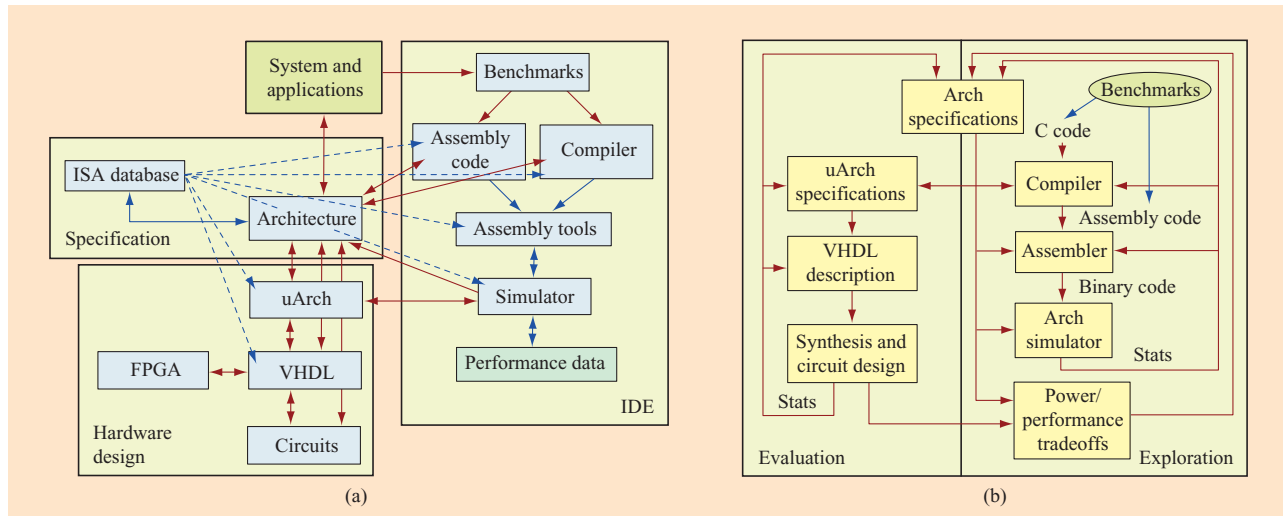 System and
applications
Benchmarks
Assembly
code
Compiler
ISA database
Architecture
Specification
Assembly tools
uArch
Simulator
FPGA
VHDL
Performance data
IDE
Circuits
Hardware
design
(a)
Arch
specifications
Benchmarks
C code
uArch
specifications
Compiler
Assembly code
VHDL
description
Assembler
Binary code
Synthesis and
circuit design
Arch
simulator
Stats
Stats
Power/
performance
tradeoffs
Evaluation
Exploration
(b)